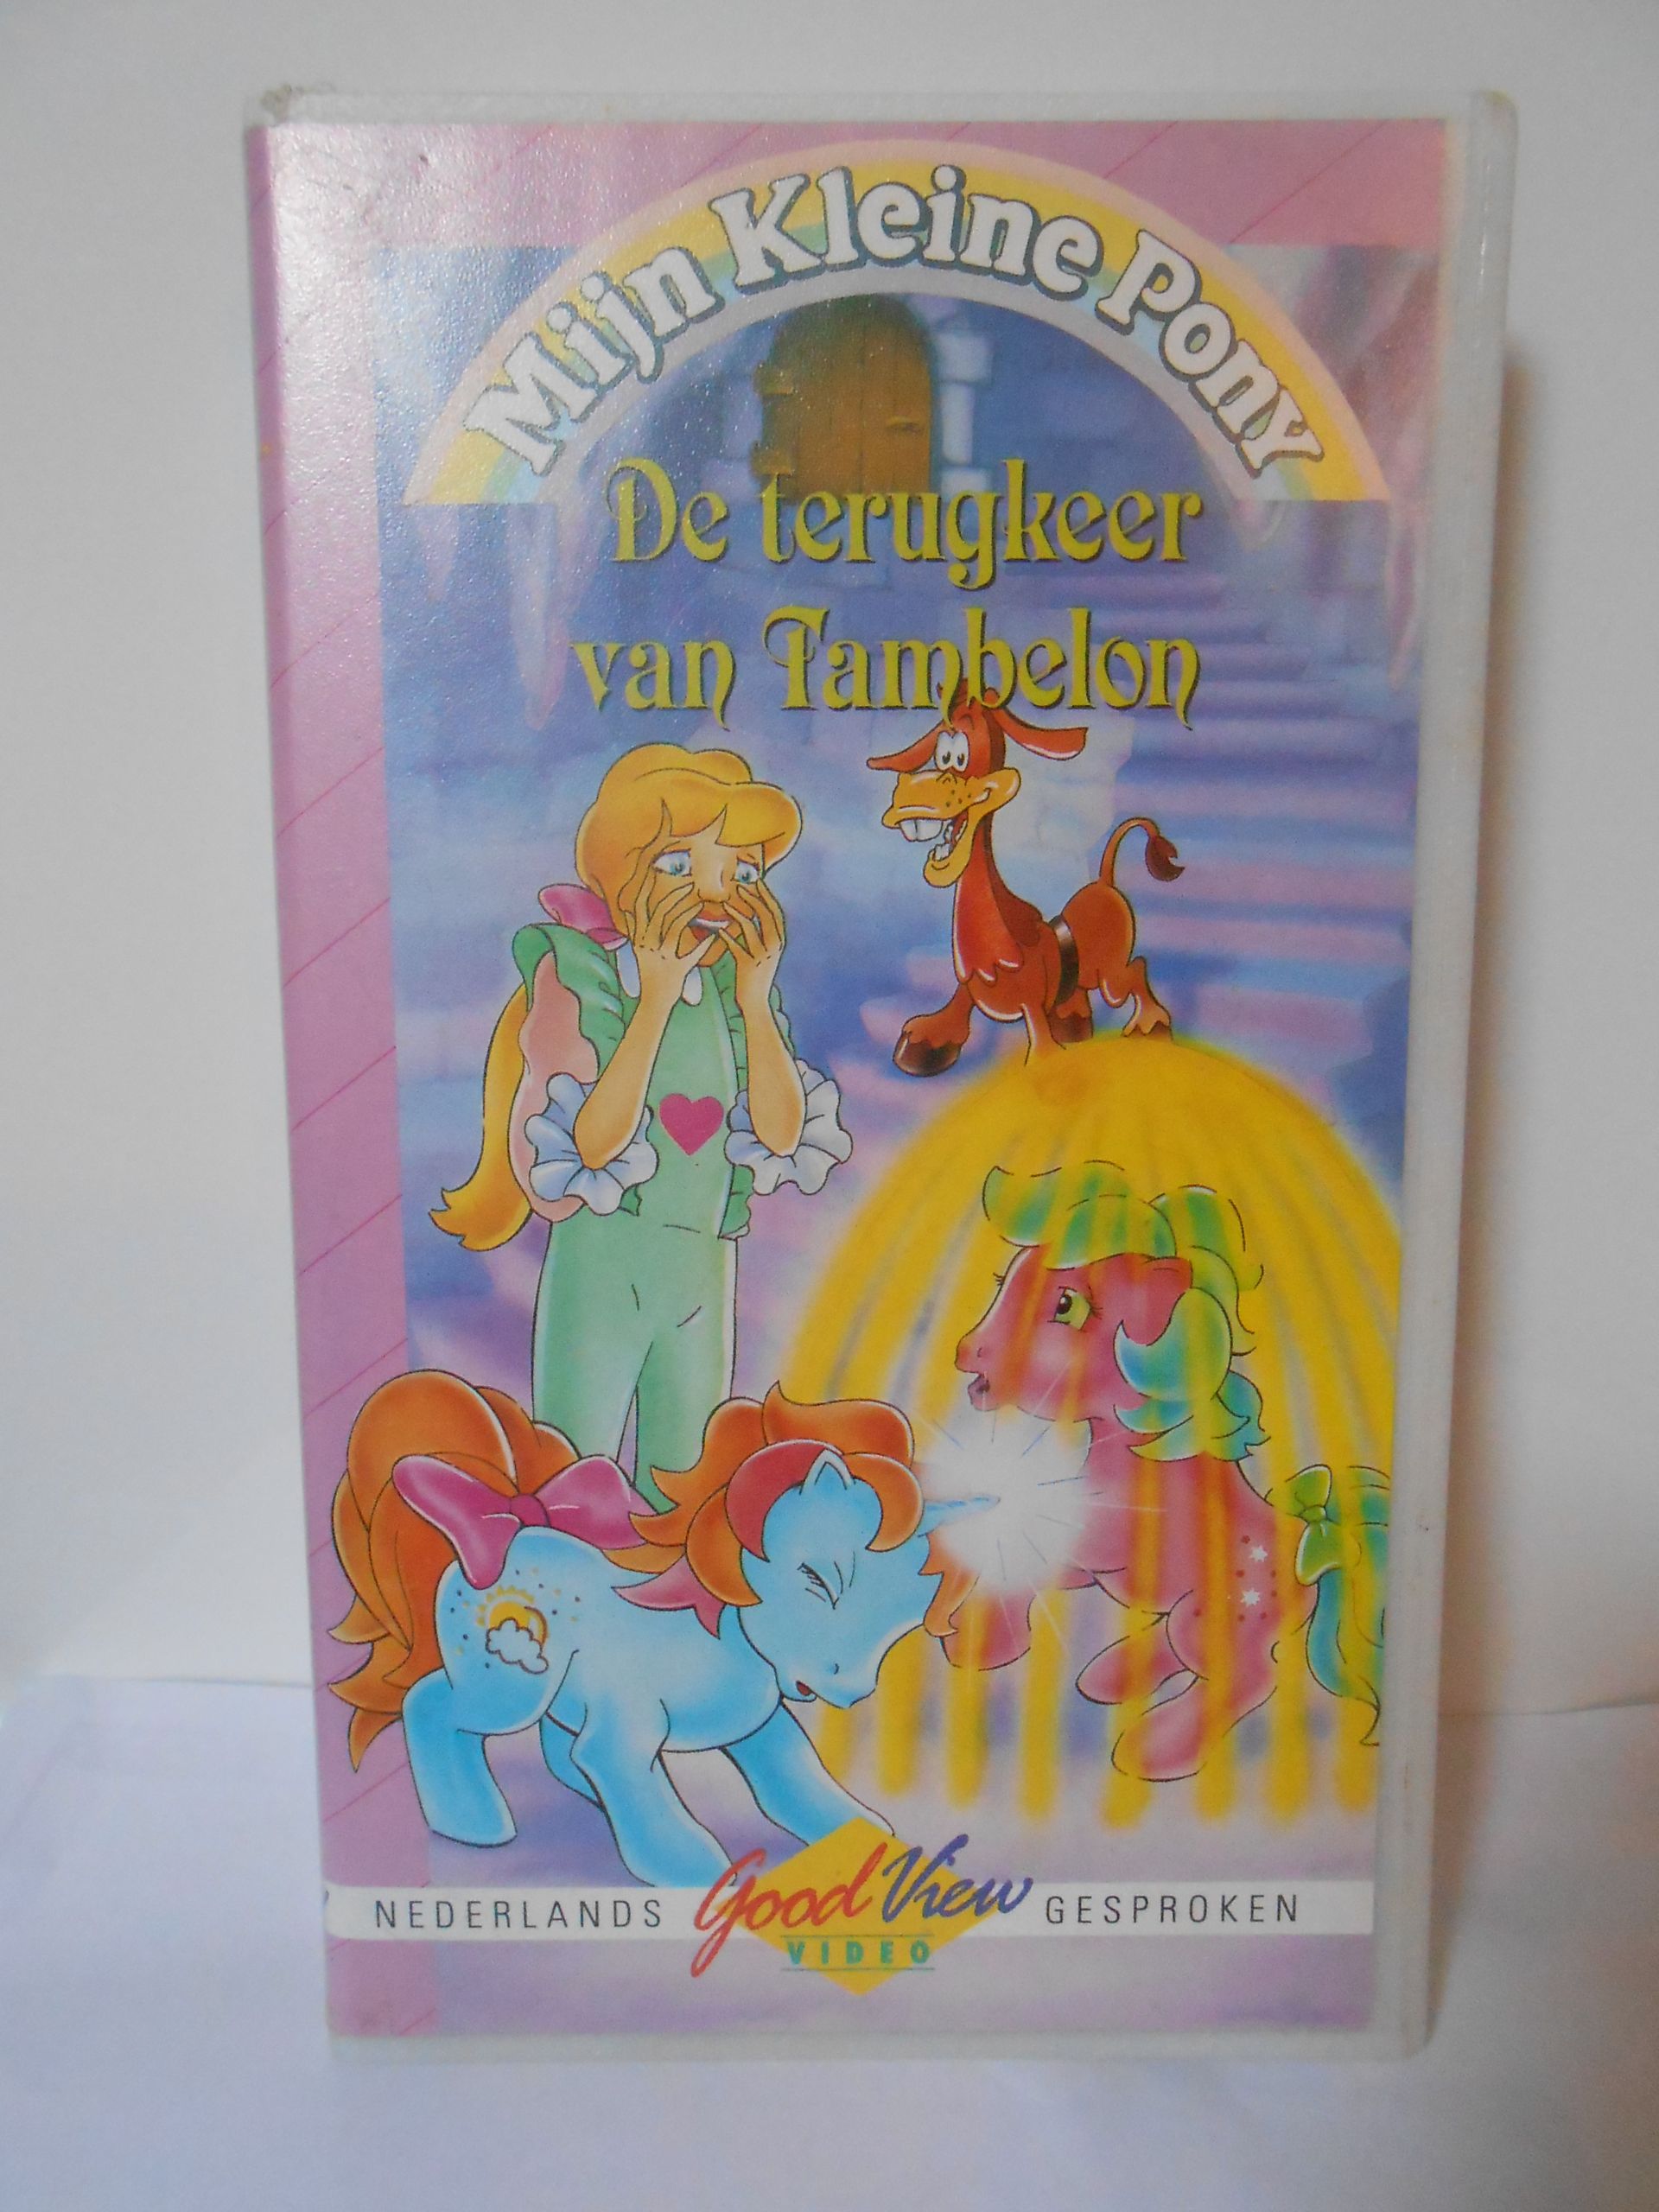 Mijn Kleine Pony
De terugkeer
van Tambelon
NEDERLANDS Good View GESPROKEN
VIDEO